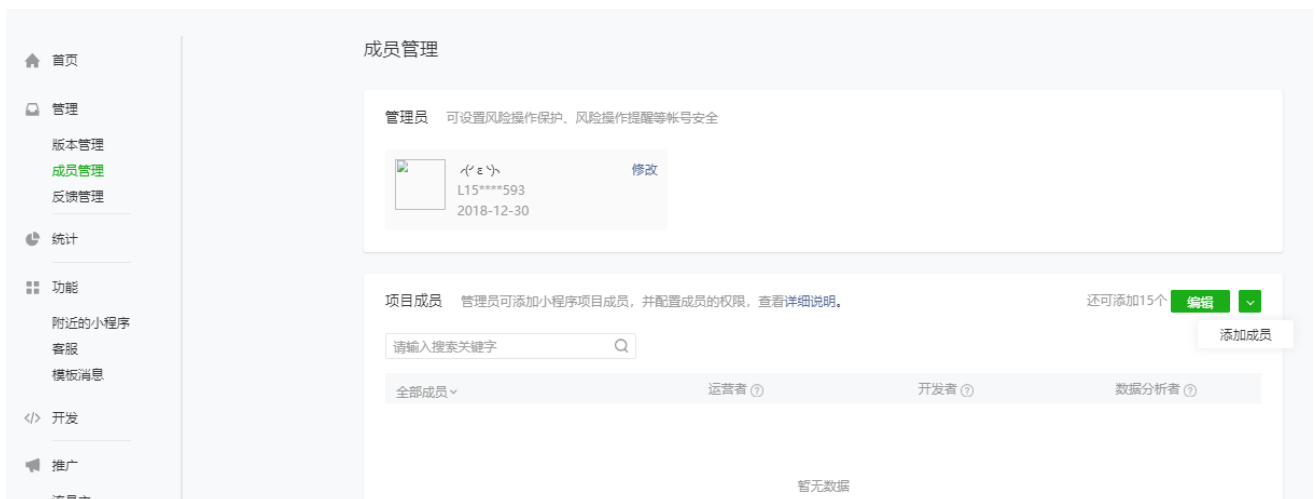 首页
管理
版本管理
成员管理
反馈管理
统计
功能
附近的小程序
客服
模板消息
</> 开发
推广
成员管理
管理员 可设置风险操作保护、风险操作提醒等帐号安全
修改
L15****593
2018-12-30
项目成员 管理员可添加小程序项目成员，并配置成员的权限，查看详细说明。 还可添加15个 编辑
添加成员
请输入搜索关键字
全部成员 运营者 ? 开发者 ? 数据分析者 ?
暂无数据